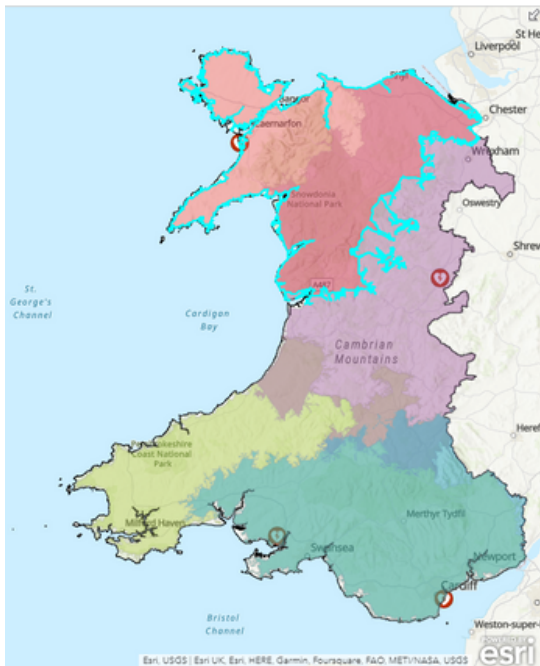 Liverpool
St He
Rhyl
Bangor
Chester
Caernarfon
Wrexham
Snowdonia
National Park
Oswestry
Shrew
A487
St.
George's
Channel
Cardigan
Bay
Cambrian
Mountains
Heref
Pembrokeshire
Coast National
Park
Milford Haven
Merthyr Tydfil
Swansea
Newport
Cardiff
Bristol
Channel
Weston-super-
POWERED BY
esri
Esri, USGS | Esri UK, Esri, HERE, Garmin, Foursquare, FAO, METI/NASA, USGS